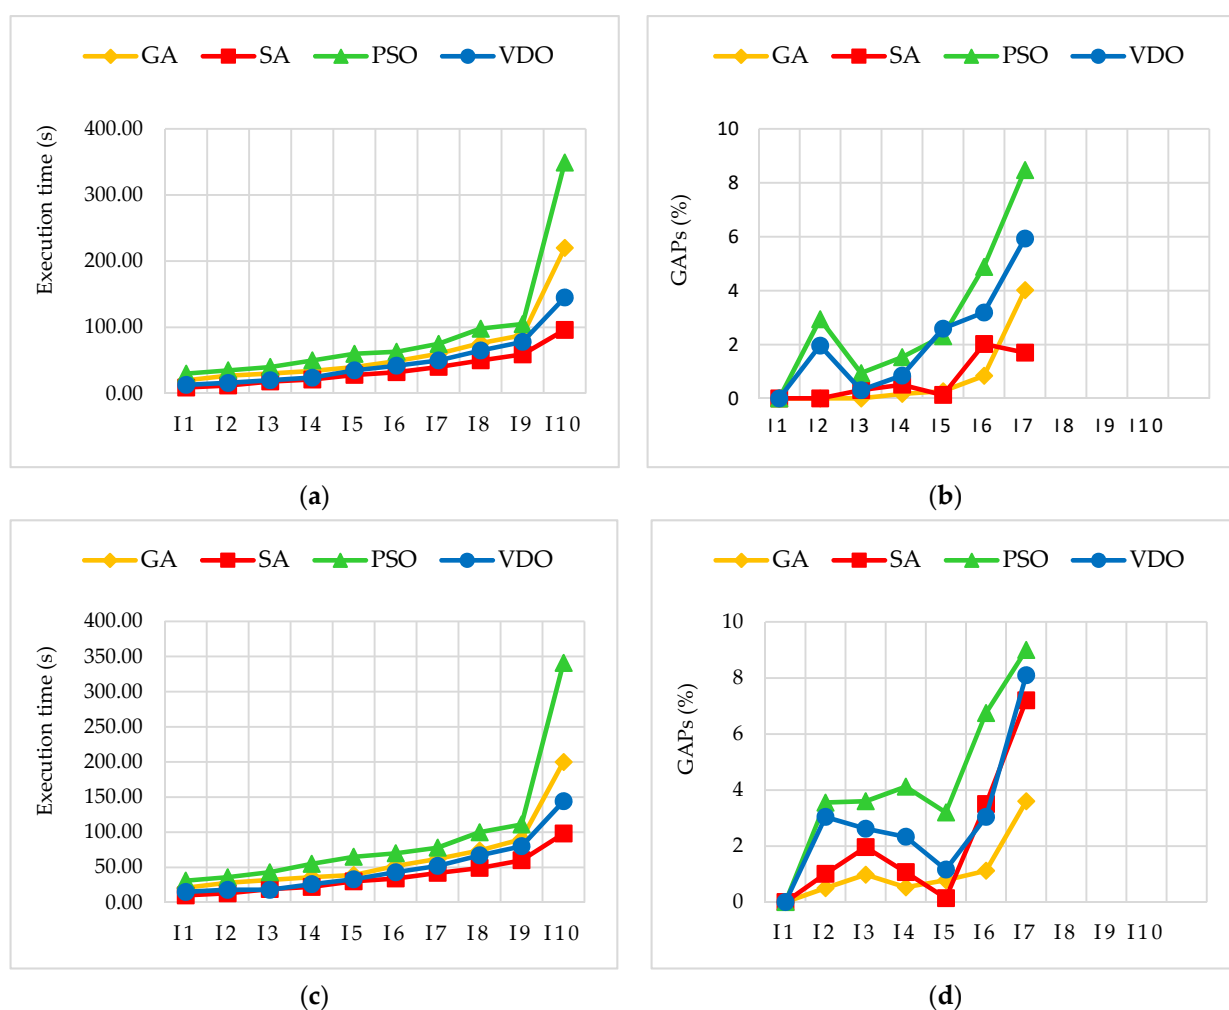 GA SA PSO VDO
Execution time (s)
400.00
300.00
200.00
100.00
0.00
I1 I2 I3 I4 I5 I6 I7 I8 I9 I10
(a)
GA SA PSO VDO
GAPs (%)
10
8
6
4
2
0
I1 I2 I3 I4 I5 I6 I7 I8 I9 I10
(b)
GA SA PSO VDO
Execution time (s)
400.00
350.00
300.00
250.00
200.00
150.00
100.00
50.00
0.00
I1 I2 I3 I4 I5 I6 I7 I8 I9 I10
(c)
GA SA PSO VDO
GAPs (%)
10
8
6
4
2
0
I1 I2 I3 I4 I5 I6 I7 I8 I9 I10
(d)